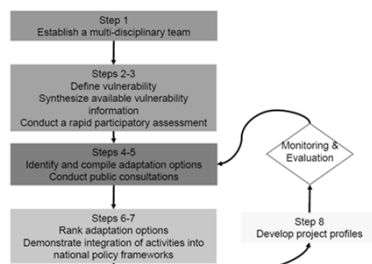 Step 1
Establish a multi-disciplinary team
Steps 2-3
Define vulnerability
Synthesize available vulnerability
information
Conduct a rapid participatory assessment
Steps 4-5
Identify and compile adaptation options
Conduct public consultations
Monitoring &
Evaluation
Steps 6-7
Rank adaptation options
Demonstrate integration of activities into
national policy frameworks
Step 8
Develop project profiles